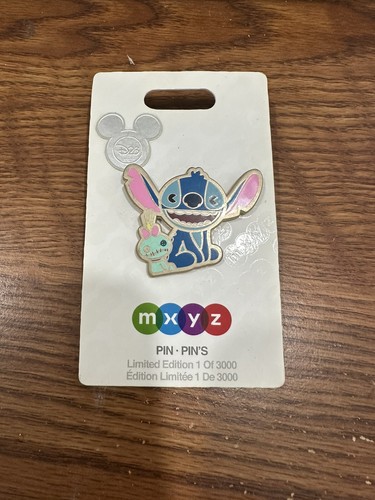 D23
mxyz
PIN · PIN'S
Limited Edition 1 Of 3000
Édition Limitée 1 De 3000